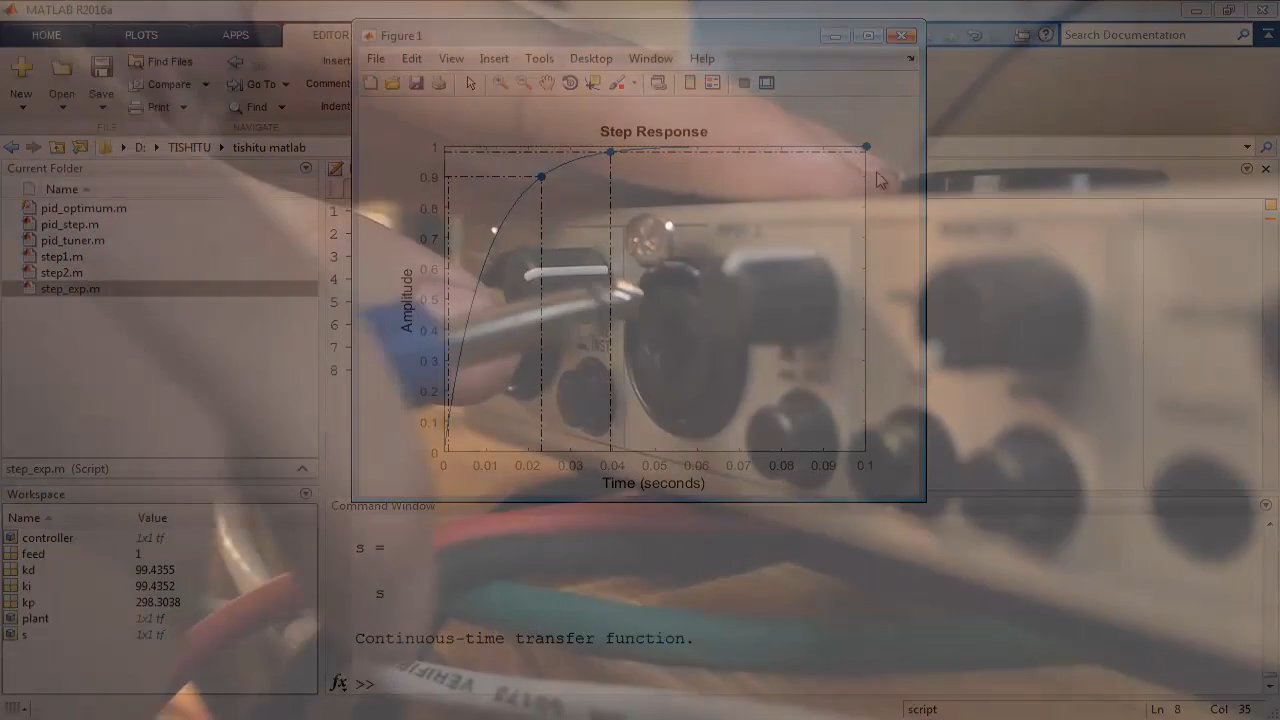 MATLAB R2016a
HOME PLOTS APPS EDITOR
Search Documentation
New Open Save
Find Files
Compare
Print
Go To
Find
Insert
Comment
Indent
FILE NAVIGATE
D: TISHITU tishitu matlab
Current Folder
Name
pid_optimum.m
pid_step.m
pid_tuner.m
step1.m
step2.m
step_exp.m
step_exp.m (Script)
Workspace
Name Value
controller 1x1 tf
feed 1
kd 99.4355
ki 99.4352
kp 298.3038
plant 1x1 tf
s 1x1 tf
1
2
3
4
5
6
7
8
Figure 1
File Edit View Insert Tools Desktop Window Help
Step Response
1
0.9
0.8
0.7
0.6
0.5
0.4
0.3
0.2
0.1
0
Amplitude
0 0.01 0.02 0.03 0.04 0.05 0.06 0.07 0.08 0.09 0.1
Time (seconds)
Command Window
s =
s
Continuous-time transfer function.
fx >>
script Ln 8 Col 35